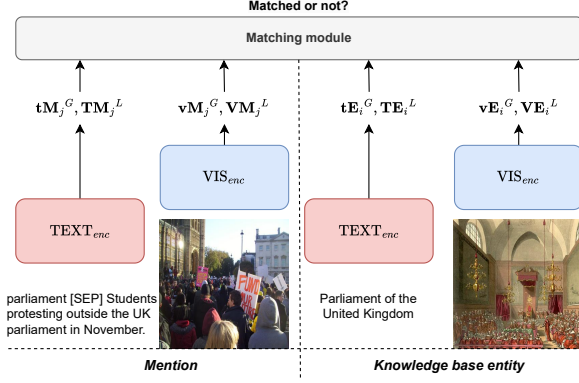 Matched or not?
Matching module
tM_j^G, TM_j^L
vM_j^G, VM_j^L
tE_i^G, TE_i^L
vE_i^G, VE_i^L
VIS_enc
VIS_enc
TEXT_enc
TEXT_enc
FUND
parliament [SEP] Students
protesting outside the UK
parliament in November.
Parliament of the
United Kingdom
Mention
Knowledge base entity